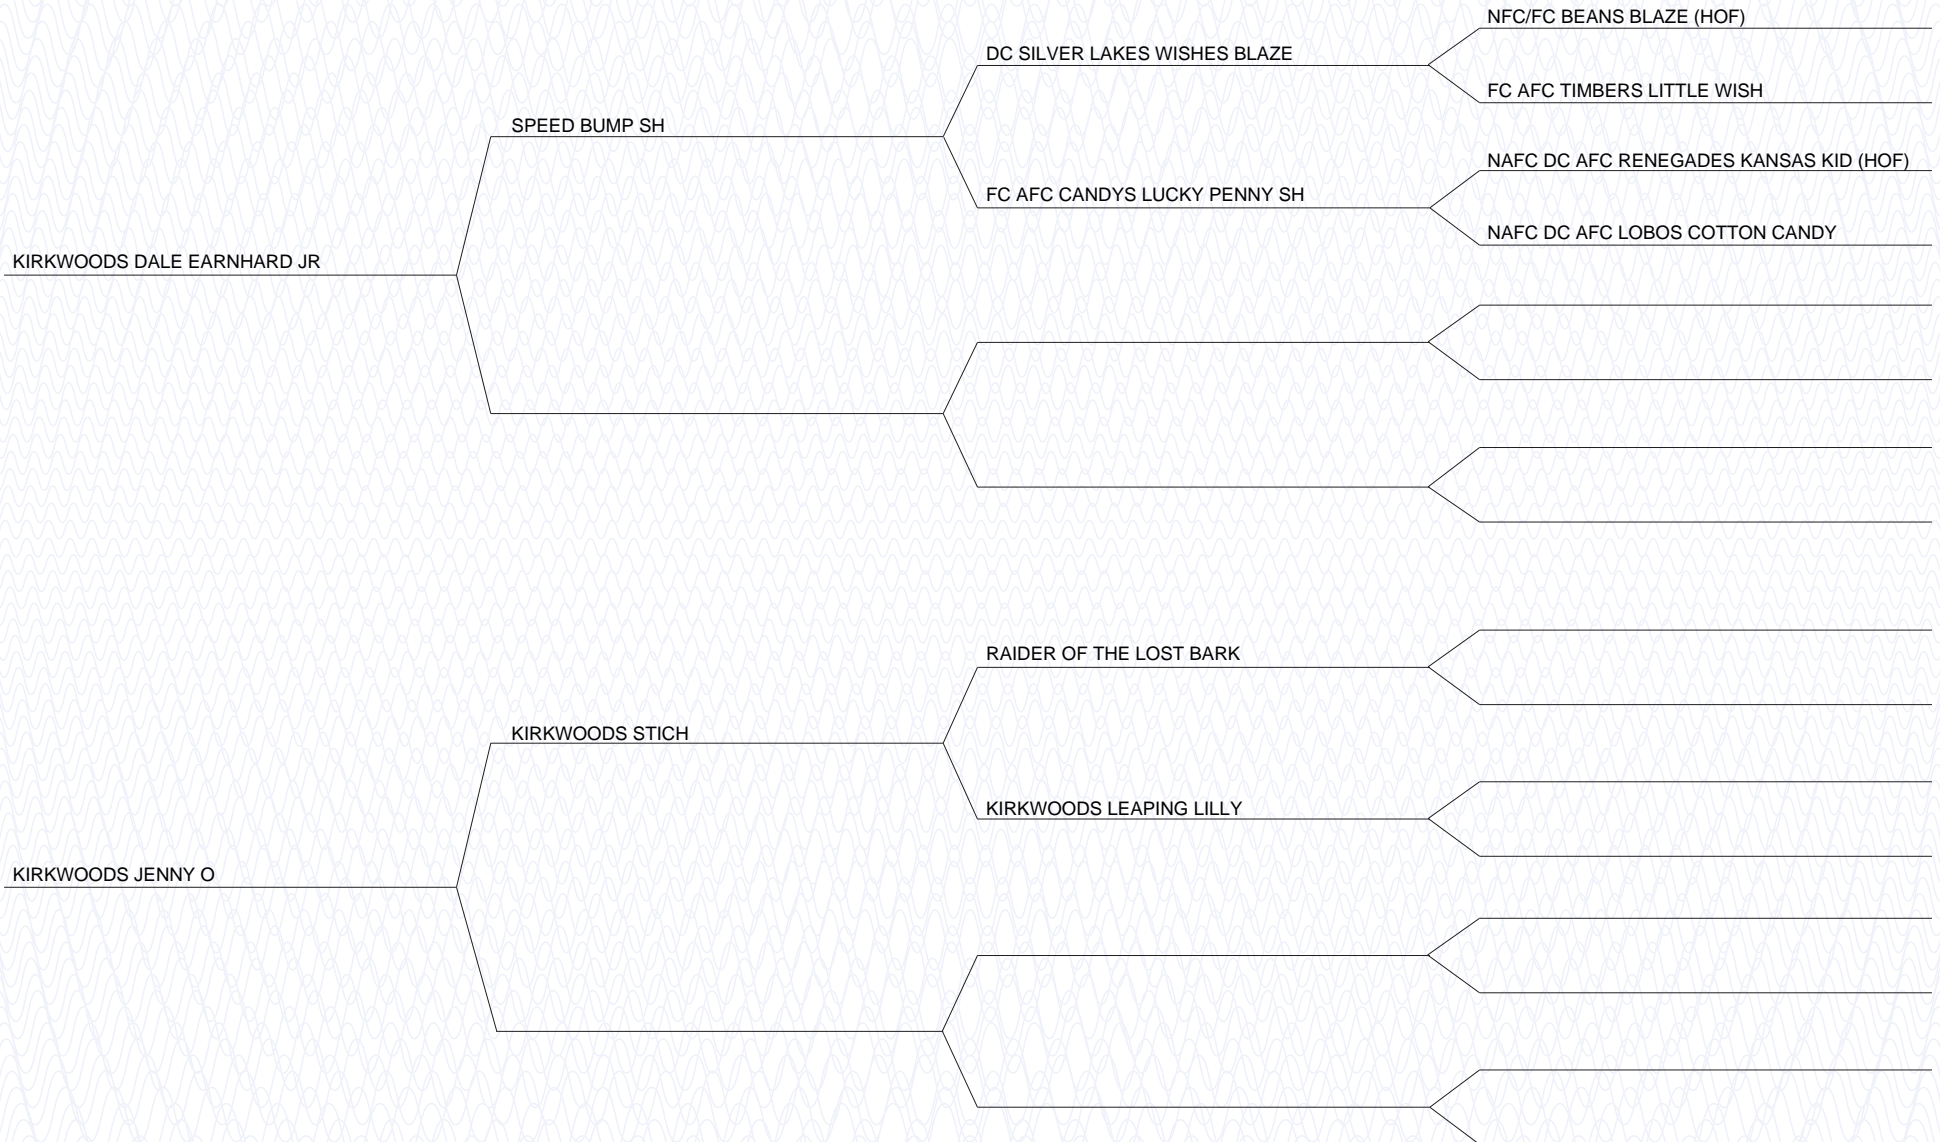 NFC/FC BEANS BLAZE (HOF)
DC SILVER LAKES WISHES BLAZE
FC AFC TIMBERS LITTLE WISH
SPEED BUMP SH
NAFC DC AFC RENEGADES KANSAS KID (HOF)
FC AFC CANDYS LUCKY PENNY SH
NAFC DC AFC LOBOS COTTON CANDY
KIRKWOODS DALE EARNHARD JR
RAIDER OF THE LOST BARK
KIRKWOODS STICH
KIRKWOODS LEAPING LILLY
KIRKWOODS JENNY O